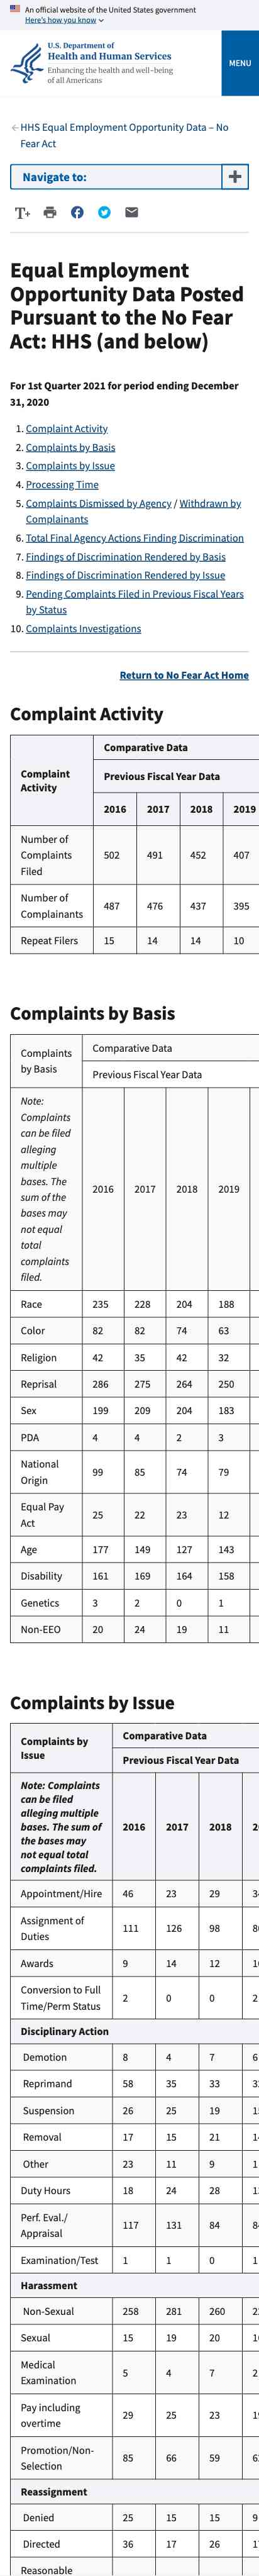 An official website of the United States government
Here's how you know
U.S. Department of
Health and Human Services
Enhancing the health and well-being
of all Americans
MENU
HHS Equal Employment Opportunity Data – No
Fear Act
Navigate to:
T+
Equal Employment
Opportunity Data Posted
Pursuant to the No Fear
Act: HHS (and below)
For 1st Quarter 2021 for period ending December
31, 2020
1. Complaint Activity
2. Complaints by Basis
3. Complaints by Issue
4. Processing Time
5. Complaints Dismissed by Agency / Withdrawn by
Complainants
6. Total Final Agency Actions Finding Discrimination
7. Findings of Discrimination Rendered by Basis
8. Findings of Discrimination Rendered by Issue
9. Pending Complaints Filed in Previous Fiscal Years
by Status
10. Complaints Investigations
Return to No Fear Act Home
Complaint Activity
Complaint
Activity
Comparative Data
Previous Fiscal Year Data
2016 2017 2018 2019
Number of
Complaints
Filed
502 491 452 407
Number of
Complainants
487 476 437 395
Repeat Filers 15 14 14 10
Complaints by Basis
Complaints
by Basis
Comparative Data
Previous Fiscal Year Data
Note:
Complaints
can be filed
alleging
multiple
bases. The
sum of the
bases may
not equal
total
complaints
filed.
2016 2017 2018 2019
Race 235 228 204 188
Color 82 82 74 63
Religion 42 35 42 32
Reprisal 286 275 264 250
Sex 199 209 204 183
PDA 4 4 2 3
National
Origin
99 85 74 79
Equal Pay
Act
25 22 23 12
Age 177 149 127 143
Disability 161 169 164 158
Genetics 3 2 0 1
Non-EEO 20 24 19 11
Complaints by Issue
Complaints by
Issue
Comparative Data
Previous Fiscal Year Data
Note: Complaints
can be filed
alleging multiple
bases. The sum of
the bases may
not equal total
complaints filed.
2016 2017 2018
Appointment/Hire 46 23 29
Assignment of
Duties
111 126 98
Awards 9 14 12
Conversion to Full
Time/Perm Status
2 0 0 2
Disciplinary Action
Demotion 8 4 7 6
Reprimand 58 35 33
Suspension 26 25 19
Removal 17 15 21
Other 23 11 9
Duty Hours 18 24 28
Perf. Eval./
Appraisal
117 131 84
Examination/Test 1 1 0 1
Harassment
Non-Sexual 258 281 260
Sexual 15 19 20
Medical
Examination
5 4 7 2
Pay including
overtime
29 25 23
Promotion/Non-
Selection
85 66 59
Reassignment
Denied 25 15 15 9
Directed 36 17 26
Reasonable